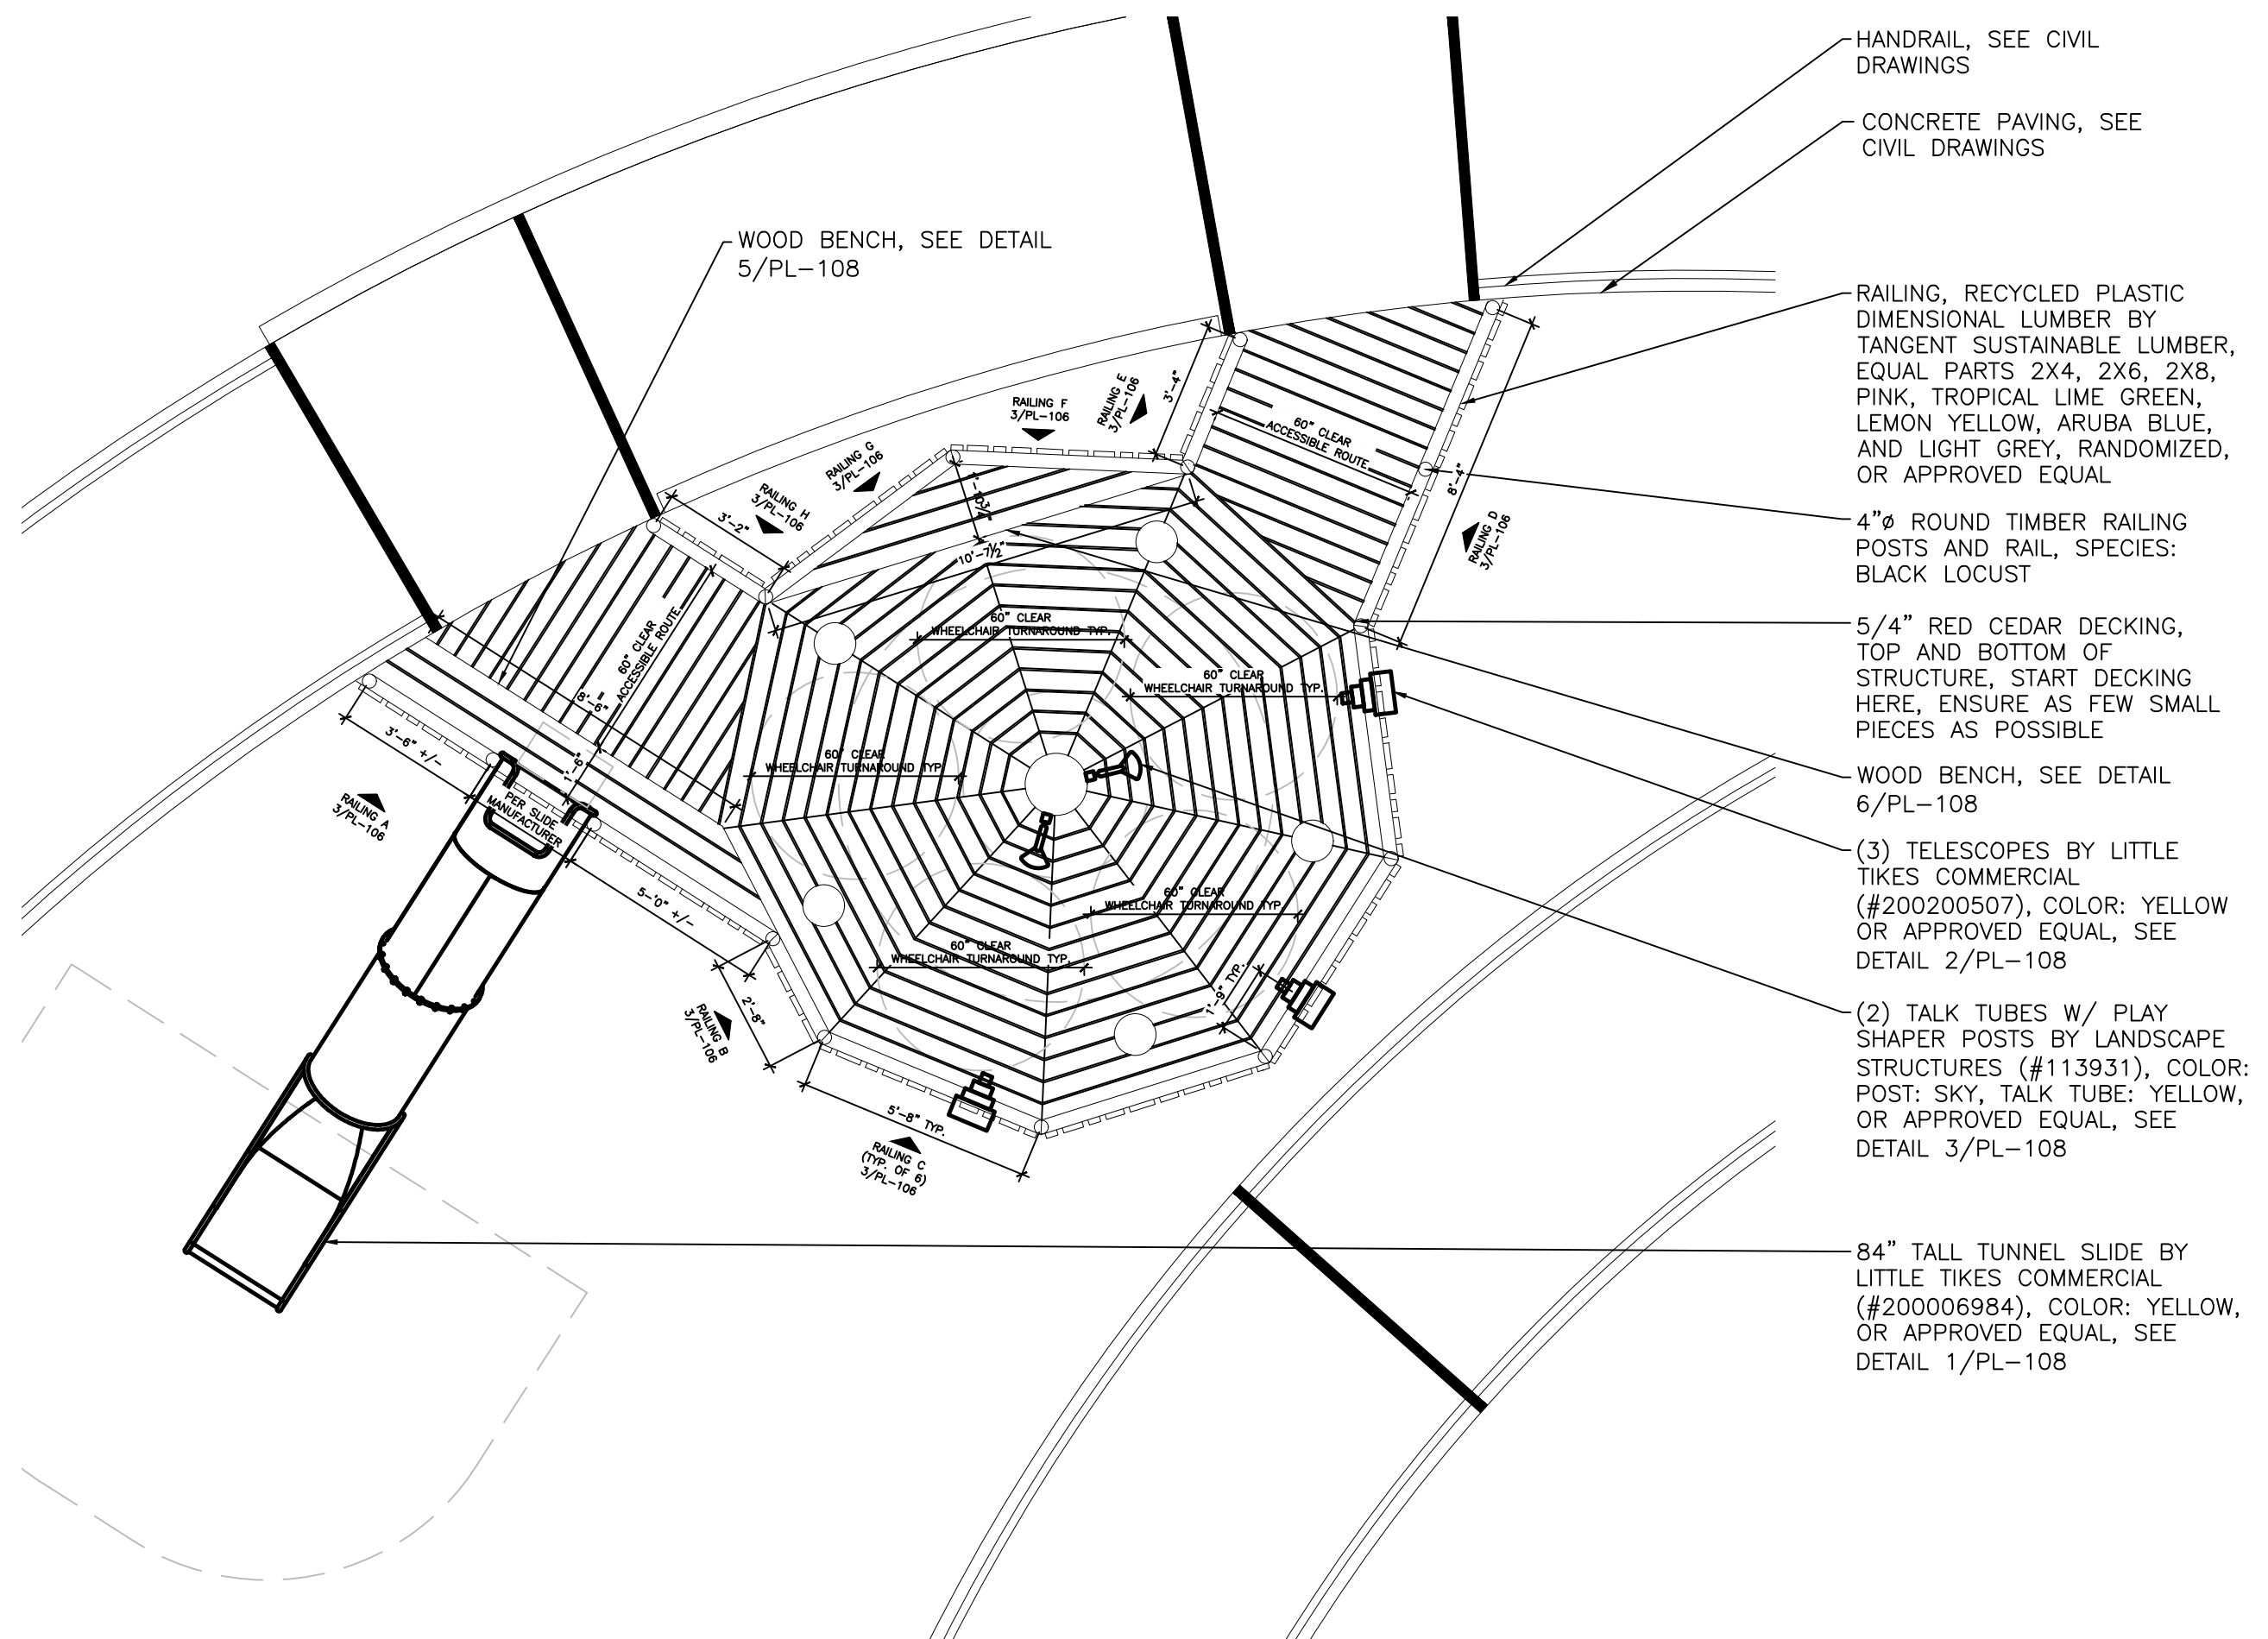 HANDRAIL, SEE CIVIL
DRAWINGS
CONCRETE PAVING, SEE
CIVIL DRAWINGS
WOOD BENCH, SEE DETAIL
5/PL-108
RAILING, RECYCLED PLASTIC
DIMENSIONAL LUMBER BY
TANGENT SUSTAINABLE LUMBER,
EQUAL PARTS 2X4, 2X6, 2X8,
PINK, TROPICAL LIME GREEN,
LEMON YELLOW, ARUBA BLUE,
AND LIGHT GREY, RANDOMIZED,
OR APPROVED EQUAL
4"ø ROUND TIMBER RAILING
POSTS AND RAIL, SPECIES:
BLACK LOCUST
5/4" RED CEDAR DECKING,
TOP AND BOTTOM OF
STRUCTURE, START DECKING
HERE, ENSURE AS FEW SMALL
PIECES AS POSSIBLE
WOOD BENCH, SEE DETAIL
6/PL-108
(3) TELESCOPES BY LITTLE
TIKES COMMERCIAL
(#200200507), COLOR: YELLOW
OR APPROVED EQUAL, SEE
DETAIL 2/PL-108
(2) TALK TUBES W/ PLAY
SHAPER POSTS BY LANDSCAPE
STRUCTURES (#113931), COLOR:
POST: SKY, TALK TUBE: YELLOW,
OR APPROVED EQUAL, SEE
DETAIL 3/PL-108
84" TALL TUNNEL SLIDE BY
LITTLE TIKES COMMERCIAL
(#200006984), COLOR: YELLOW,
OR APPROVED EQUAL, SEE
DETAIL 1/PL-108
RAILING F
3/PL-106
RAILING E
3/PL-106
3'-4"
RAILING G
3/PL-106
RAILING H
3/PL-106
3'-2"
60" CLEAR
ACCESSIBLE ROUTE
8'-4"
RAILING D
3/PL-106
10'-7½"
60" CLEAR
WHEELCHAIR TURNAROUND TYP.
60" CLEAR
ACCESSIBLE ROUTE
8'-6"
60" CLEAR
WHEELCHAIR TURNAROUND TYP.
3'-6" +/-
1'-6"
60" CLEAR
WHEELCHAIR TURNAROUND TYP
RAILING A
3/PL-106
PER SLIDE
MANUFACTURER
5'-0" +/-
60" CLEAR
WHEELCHAIR TURNAROUND TYP
60" CLEAR
WHEELCHAIR TURNAROUND TYP.
1'-9" TYP.
RAILING B
3/PL-106
2'-8"
5'-8" TYP.
RAILING C
(TYP. OF 6)
3/PL-106